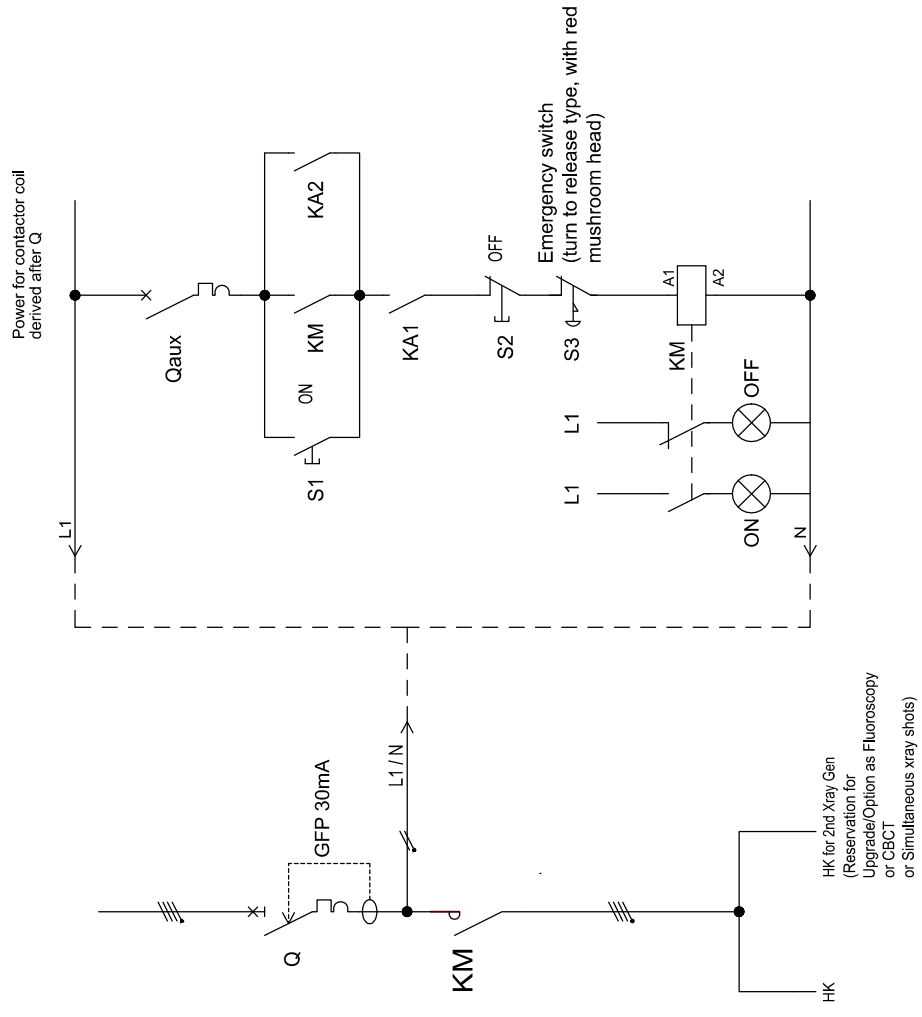 Power for contactor coil
derived after Q
L1
Qaux
S1
ON
KM
KA2
KA1
S2
OFF
S3
Emergency switch
(turn to release type, with red
mushroom head)
L1
L1
KM
A1
A2
ON
OFF
N
L1 / N
GFP 30mA
Q
KM
HK
HK for 2nd Xray Gen
(Reservation for
Upgrade/Option as Fluoroscopy
or CBCT
or Simultaneous xray shots)